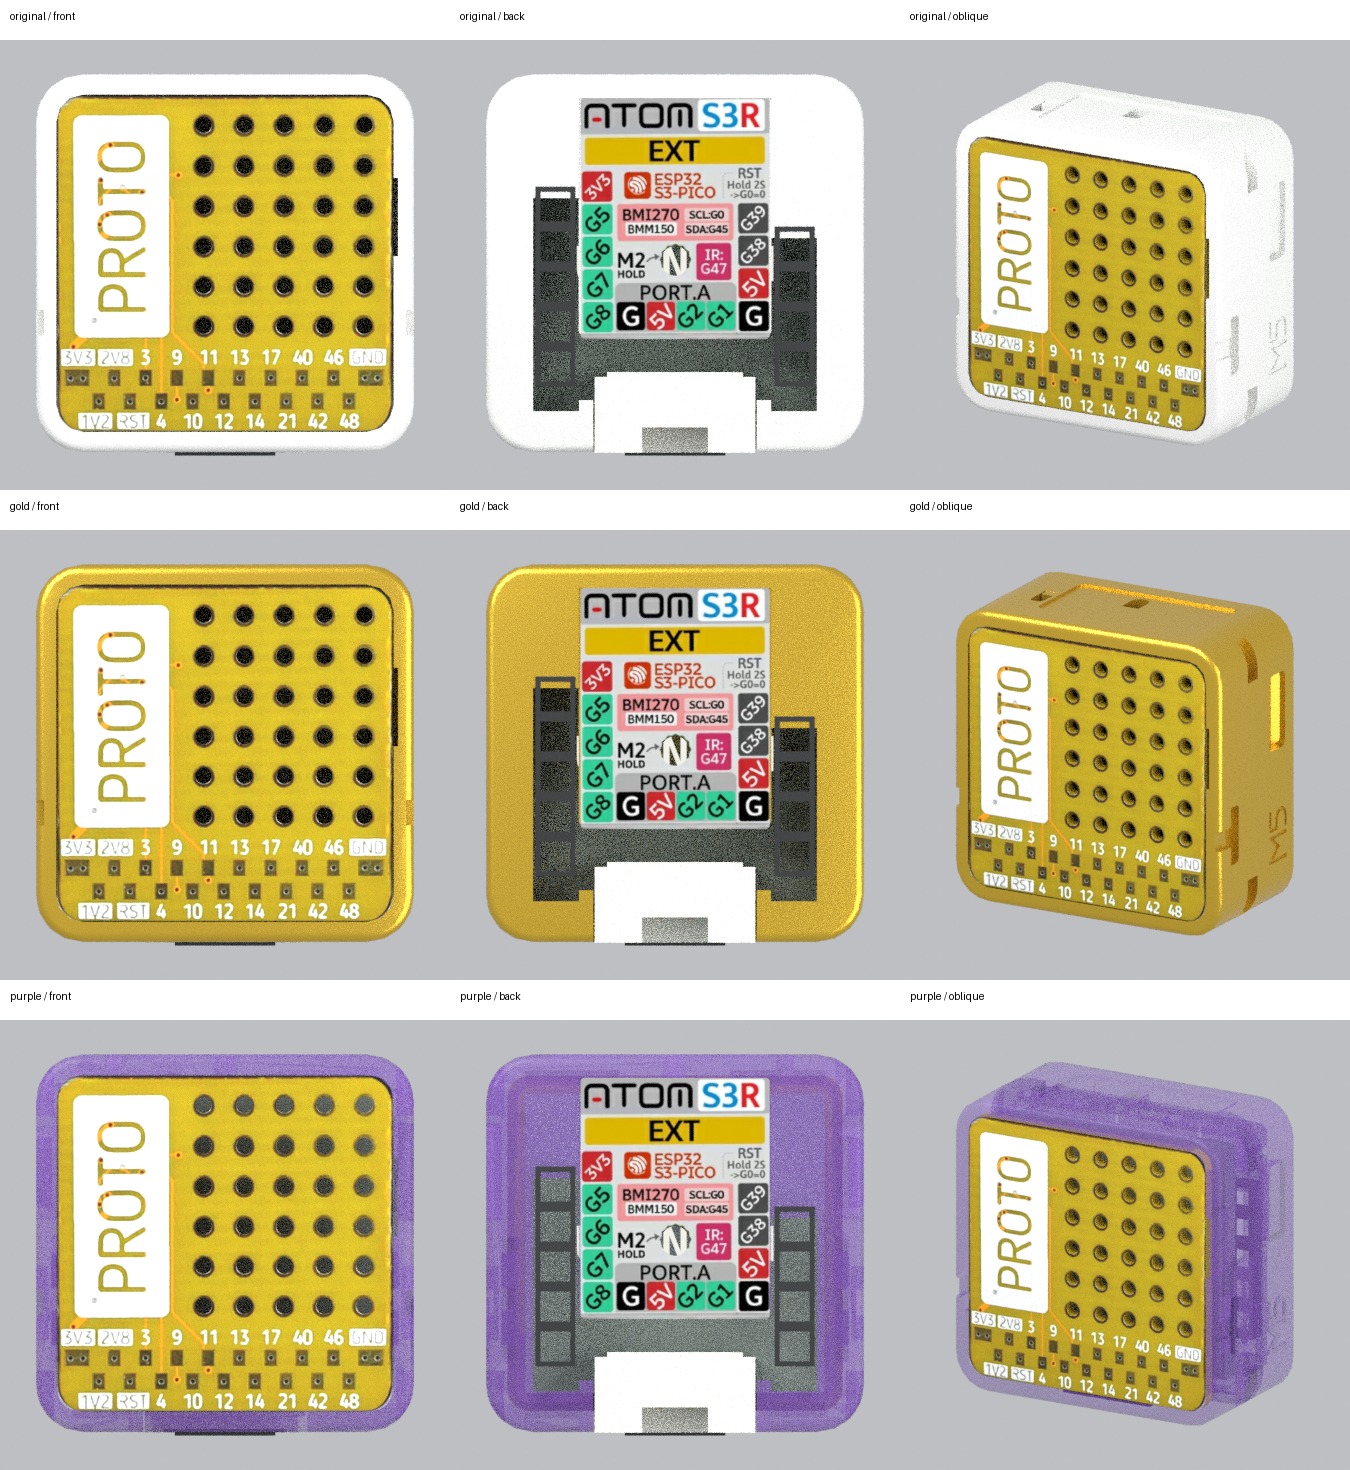 original / front
original / back
original / oblique
PROTO
3V3 2V8 3 9 11 13 17 40 46 GND
1V2 RST 4 10 12 14 21 42 48
ATOM S3R
EXT
3V3 ESP32 S3-PICO RST Hold 2S ->G0=0
G5 BMI270 SCL:G0 G39
BMM150 SDA:G45
G6 M2 HOLD N IR: G47 G38
G7 PORT.A 5V
G8 G 5V G2 G1 G
PROTO
3V3 2V8 3 9 11 13 17 40 46 GND
1V2 RST 4 10 12 14 21 42 48
M5
gold / front
gold / back
gold / oblique
PROTO
3V3 2V8 3 9 11 13 17 40 46 GND
1V2 RST 4 10 12 14 21 42 48
ATOM S3R
EXT
3V3 ESP32 S3-PICO RST Hold 2S ->G0=0
G5 BMI270 SCL:G0 G39
BMM150 SDA:G45
G6 M2 HOLD N IR: G47 G38
G7 PORT.A 5V
G8 G 5V G2 G1 G
PROTO
3V3 2V8 3 9 11 13 17 40 46 GND
1V2 RST 4 10 12 14 21 42 48
M5
purple / front
purple / back
purple / oblique
PROTO
3V3 2V8 3 9 11 13 17 40 46 GND
1V2 RST 4 10 12 14 21 42 48
ATOM S3R
EXT
3V3 ESP32 S3-PICO RST Hold 2S ->G0=0
G5 BMI270 SCL:G0 G39
BMM150 SDA:G45
G6 M2 HOLD N IR: G47 G38
G7 PORT.A 5V
G8 G 5V G2 G1 G
PROTO
3V3 2V8 3 9 11 13 17 40 46 GND
1V2 RST 4 10 12 14 21 42 48